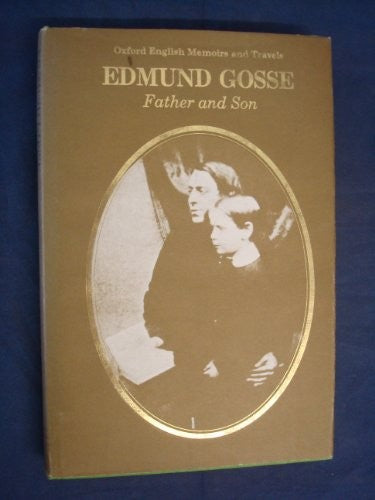 Oxford English Memoirs and Travels
EDMUND GOSSE
Father and Son